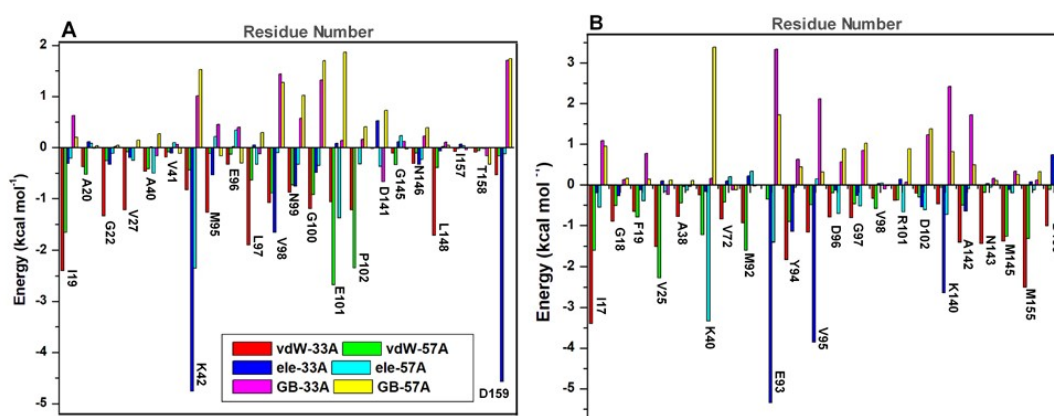 A
Residue Number
Energy (kcal mol⁻¹)
2
1
0
-1
-2
-3
-4
-5
I19
A20
G22
V27
A40
V41
K42
M95
E96
L97
V98
N99
G100
E101
P102
D141
G145
N146
L148
I157
T158
D159
vdW-33A
vdW-57A
ele-33A
ele-57A
GB-33A
GB-57A
B
Residue Number
Energy (kcal mol
3
2
1
0
-1
-2
-3
-4
-5
I17
G18
F19
V25
A38
K40
V72
M92
E93
Y94
V95
D96
G97
V98
R101
D102
K140
A142
N143
M145
M155